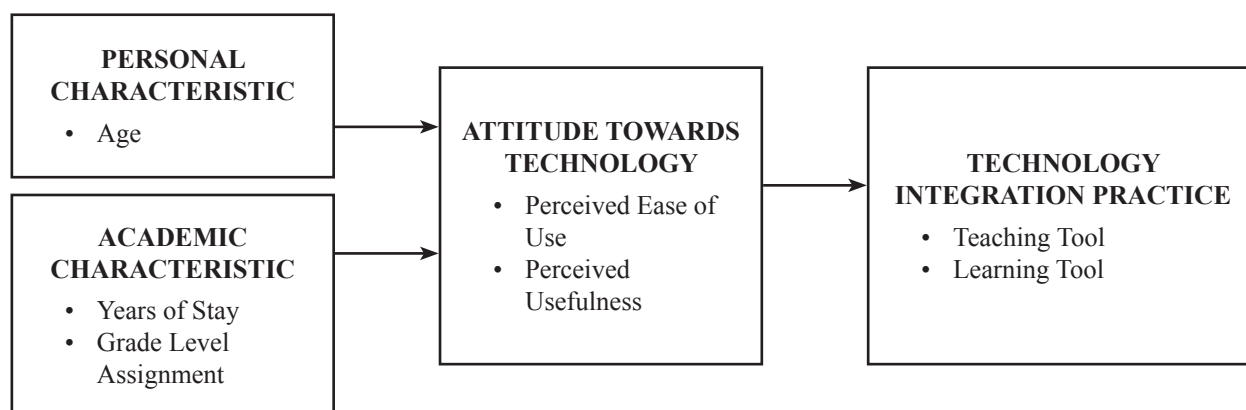 PERSONAL
CHARACTERISTIC
• Age
ACADEMIC
CHARACTERISTIC
• Years of Stay
• Grade Level
Assignment
ATTITUDE TOWARDS
TECHNOLOGY
• Perceived Ease of
Use
• Perceived
Usefulness
TECHNOLOGY
INTEGRATION PRACTICE
• Teaching Tool
• Learning Tool